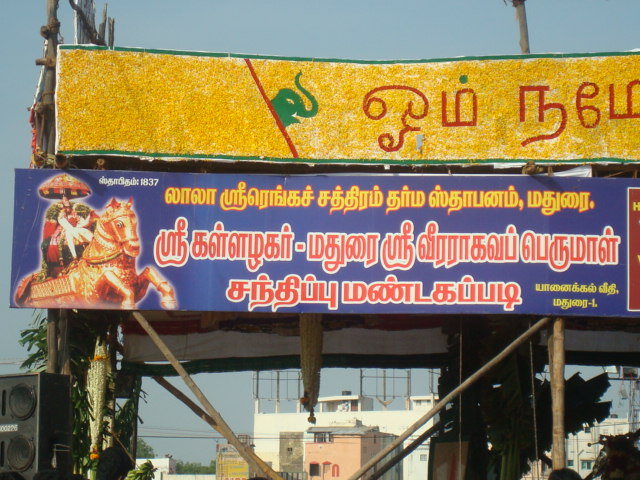 ஓம் நமே
ஸ்தாபிதம் 1837
லாலா ஸ்ரீரெங்கச் சத்திரம் தர்ம ஸ்தாபனம், மதுரை.
ஸ்ரீ கள்ளழகர் - மதுரை ஸ்ரீ வீரராகவப் பெருமாள்
சந்திப்பு மண்டகப்படி
யானைக்கல் வீதி,
மதுரை-1.